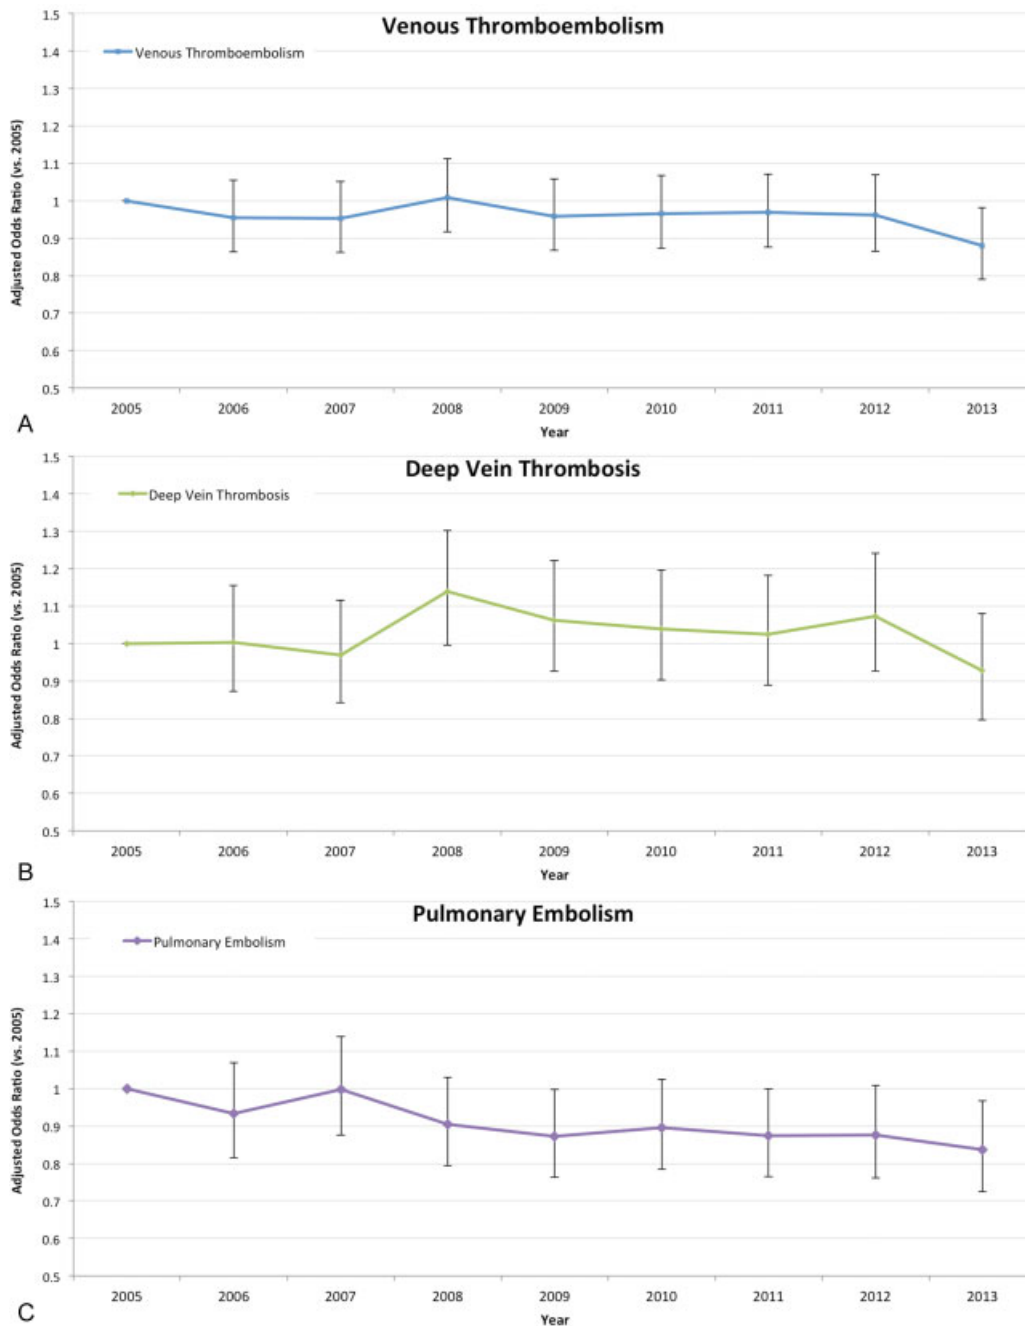 Venous Thromboembolism
Venous Thromboembolism
Adjusted Odds Ratio (vs. 2005)
1.5
1.4
1.3
1.2
1.1
1
0.9
0.8
0.7
0.6
0.5
2005 2006 2007 2008 2009 2010 2011 2012 2013
Year
A
Deep Vein Thrombosis
Deep Vein Thrombosis
Adjusted Odds Ratio (vs. 2005)
1.5
1.4
1.3
1.2
1.1
1
0.9
0.8
0.7
0.6
0.5
2005 2006 2007 2008 2009 2010 2011 2012 2013
Year
B
Pulmonary Embolism
Pulmonary Embolism
Adjusted Odds Ratio (vs. 2005)
1.5
1.4
1.3
1.2
1.1
1
0.9
0.8
0.7
0.6
0.5
2005 2006 2007 2008 2009 2010 2011 2012 2013
Year
C